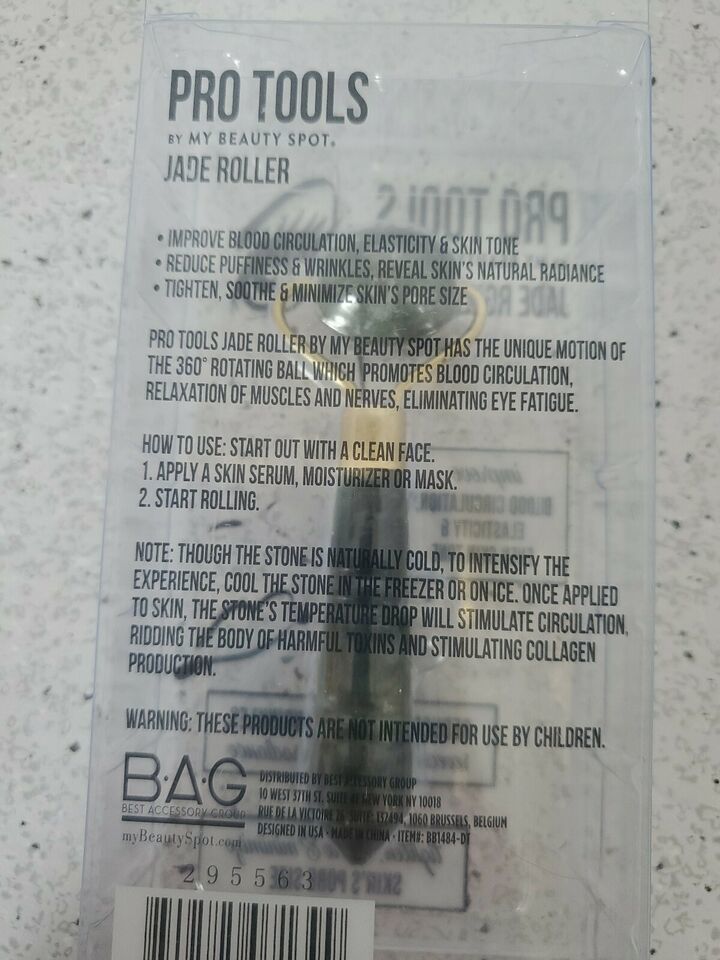 PRO TOOLS
BY MY BEAUTY SPOT®
JADE ROLLER
• IMPROVE BLOOD CIRCULATION, ELASTICITY & SKIN TONE
• REDUCE PUFFINESS & WRINKLES, REVEAL SKIN'S NATURAL RADIANCE
• TIGHTEN, SOOTHE & MINIMIZE SKIN'S PORE SIZE
PRO TOOLS JADE ROLLER BY MY BEAUTY SPOT HAS THE UNIQUE MOTION OF
THE 360° ROTATING BALL WHICH PROMOTES BLOOD CIRCULATION,
RELAXATION OF MUSCLES AND NERVES, ELIMINATING EYE FATIGUE.
HOW TO USE: START OUT WITH A CLEAN FACE.
1. APPLY A SKIN SERUM, MOISTURIZER OR MASK.
2. START ROLLING.
NOTE: THOUGH THE STONE IS NATURALLY COLD, TO INTENSIFY THE
EXPERIENCE, COOL THE STONE IN THE FREEZER OR ON ICE. ONCE APPLIED
TO SKIN, THE STONE'S TEMPERATURE DROP WILL STIMULATE CIRCULATION,
RIDDING THE BODY OF HARMFUL TOXINS AND STIMULATING COLLAGEN
PRODUCTION.
WARNING: THESE PRODUCTS ARE NOT INTENDED FOR USE BY CHILDREN.
B·A·G
BEST ACCESSORY GROUP
myBeautySpot.com
DISTRIBUTED BY BEST ACCESSORY GROUP
10 WEST 37TH ST. SUITE NEW YORK NY 10018
RUE DE LA VICTOIRE 26 SUITE: 132494, 1060 BRUSSELS, BELGIUM
DESIGNED IN USA · MADE IN CHINA · ITEM#: BB1484-DT
295563